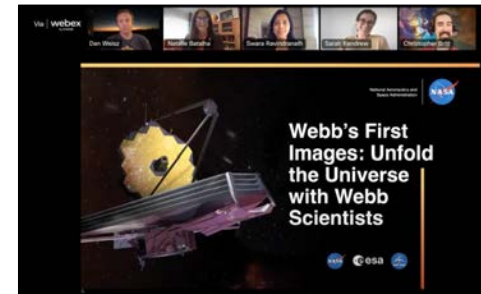 Via webex
Dan Weisz
Natalie Batalha
Swara Ravindranath
Sarah Kendrew
Christopher Britt
National Aeronautics and
Space Administration
NASA
Webb's First
Images: Unfold
the Universe
with Webb
Scientists
NASA esa